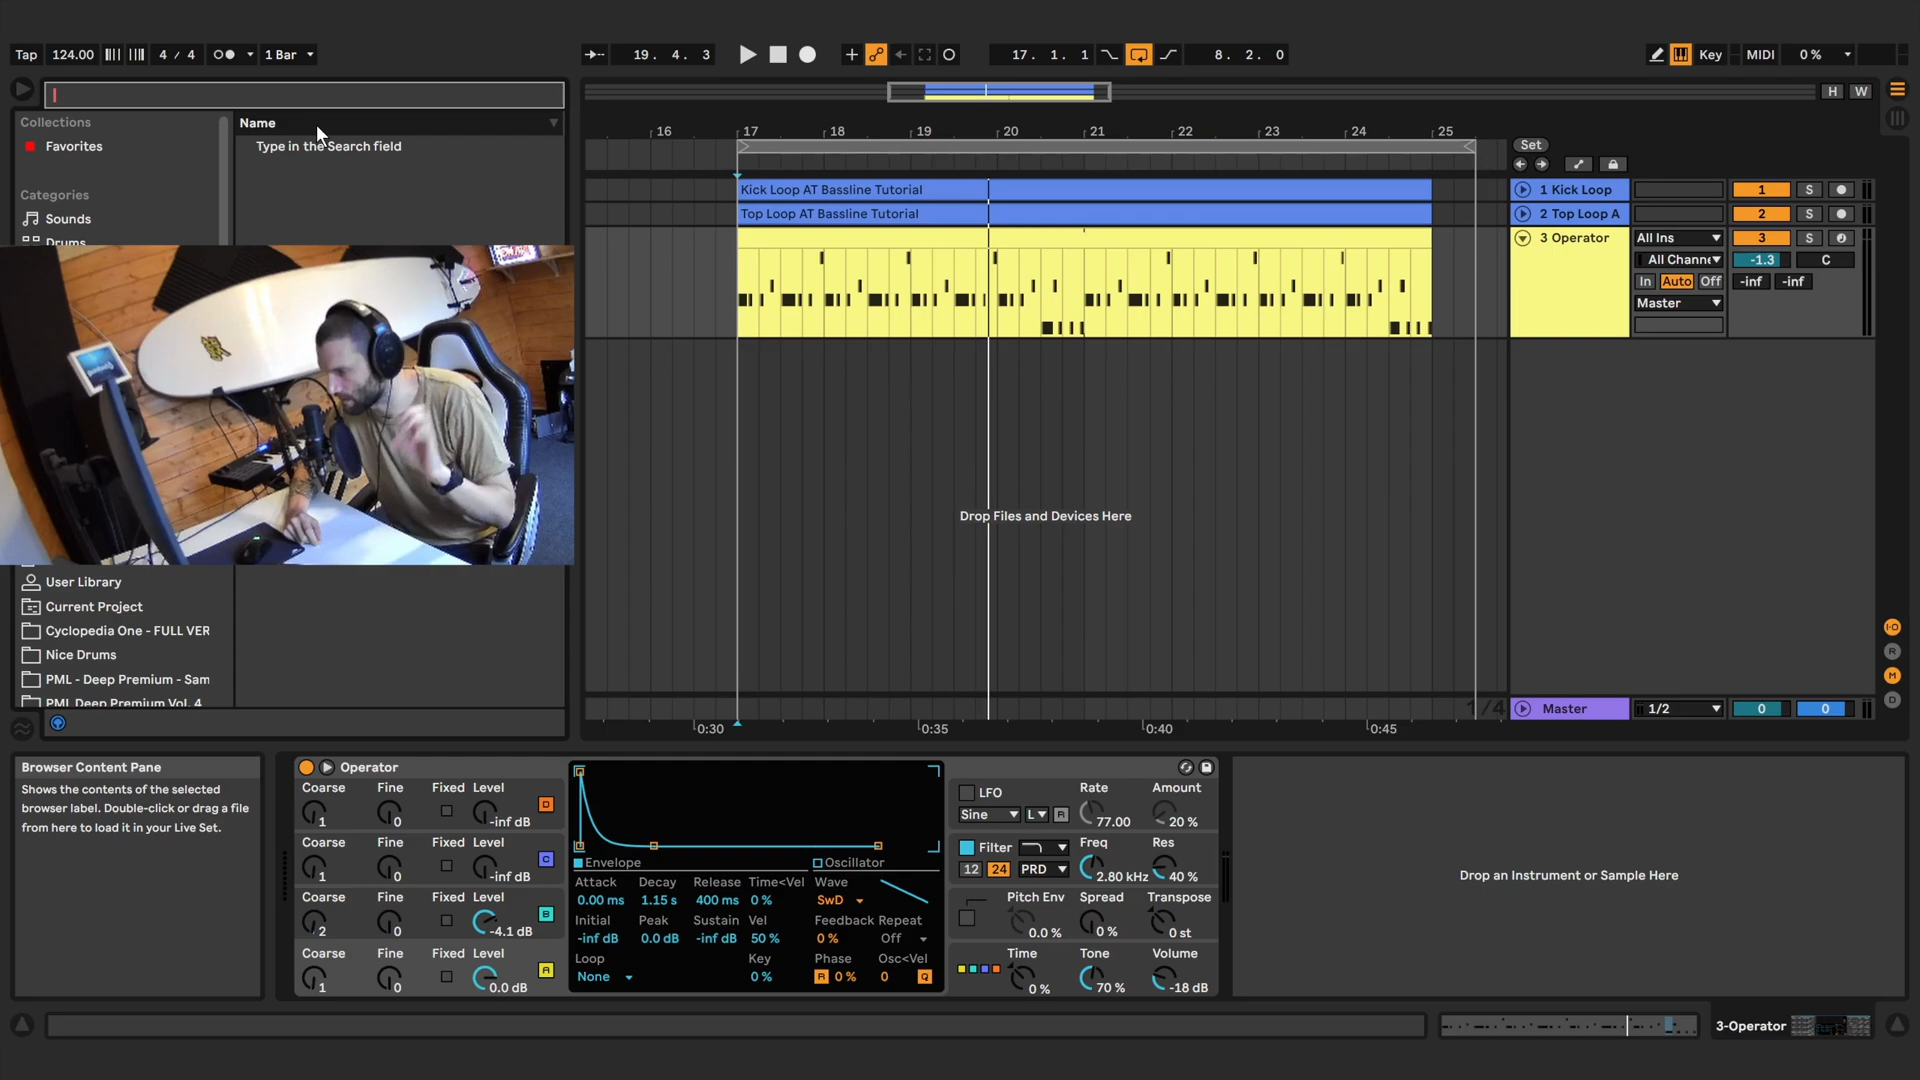 Tap 124.00 4 / 4 1 Bar 19. 4. 3 17. 1. 1 8. 2. 0 Key MIDI 0 %
H W
Collections Name
Favorites Type in the Search field
Categories
Sounds
Drums
16 17 18 19 20 21 22 23 24 25
Set
Kick Loop AT Bassline Tutorial 1 Kick Loop 1 S
Top Loop AT Bassline Tutorial 2 Top Loop A 2 S
3 Operator All Ins 3 S
All Channe -1.3 C
In Auto Off -inf -inf
Master
Drop Files and Devices Here
User Library
Current Project
Cyclopedia One - FULL VER
Nice Drums
PML - Deep Premium - Sam
PML Deep Premium Vol. 4
I·O
R
M
D
1/4
Master 1/2 0 0
0:30 0:35 0:40 0:45
Browser Content Pane
Shows the contents of the selected
browser label. Double-click or drag a file
from here to load it in your Live Set.
Operator
Coarse Fine Fixed Level
1 0 -inf dB D
Coarse Fine Fixed Level
1 0 -inf dB C
Coarse Fine Fixed Level
2 0 -4.1 dB B
Coarse Fine Fixed Level
1 0 0.0 dB A
Envelope Oscillator
Attack Decay Release Time<Vel Wave
0.00 ms 1.15 s 400 ms 0 % SwD
Initial Peak Sustain Vel Feedback Repeat
-inf dB 0.0 dB -inf dB 50 % 0 % Off
Loop Key Phase Osc<Vel
None 0 % R 0 % 0 Q
LFO Rate Amount
Sine L R 77.00 20 %
Filter Freq Res
12 24 PRD 2.80 kHz 40 %
Pitch Env Spread Transpose
0.0 % 0 % 0 st
Time Tone Volume
0 % 70 % -18 dB
Drop an Instrument or Sample Here
3-Operator